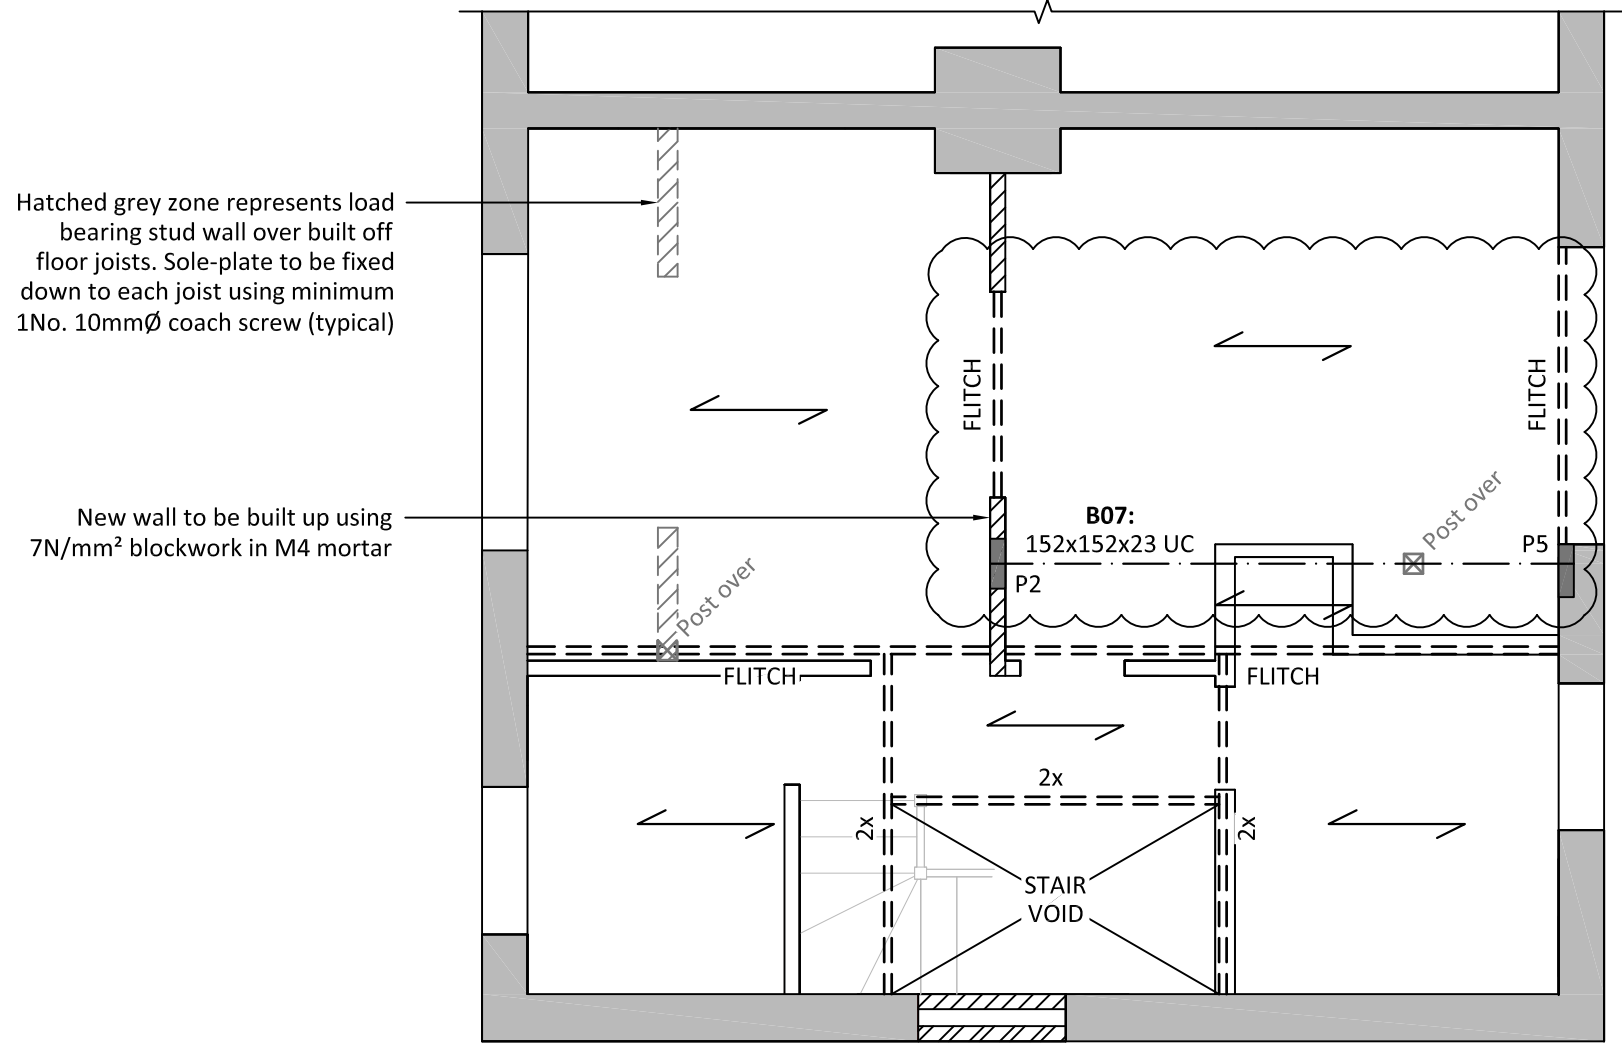 Hatched grey zone represents load
bearing stud wall over built off
floor joists. Sole-plate to be fixed
down to each joist using minimum
1No. 10mmØ coach screw (typical)
FLITCH
FLITCH
New wall to be built up using
7N/mm² blockwork in M4 mortar
B07:
152x152x23 UC
Post over
P5
P2
Post over
FLITCH
FLITCH
2x
2x
2x
STAIR
VOID